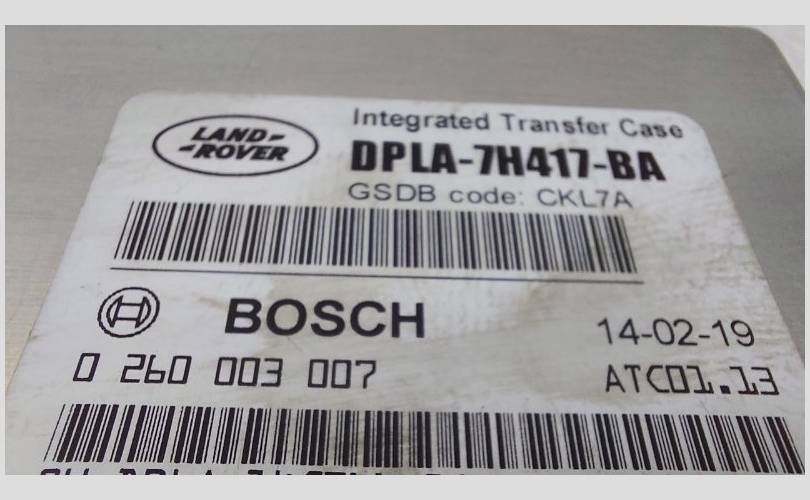 LAND-
-ROVER
Integrated Transfer Case
DPLA-7H417-BA
GSDB code: CKL7A
BOSCH
14-02-19
0 260 003 007
ATC01.13